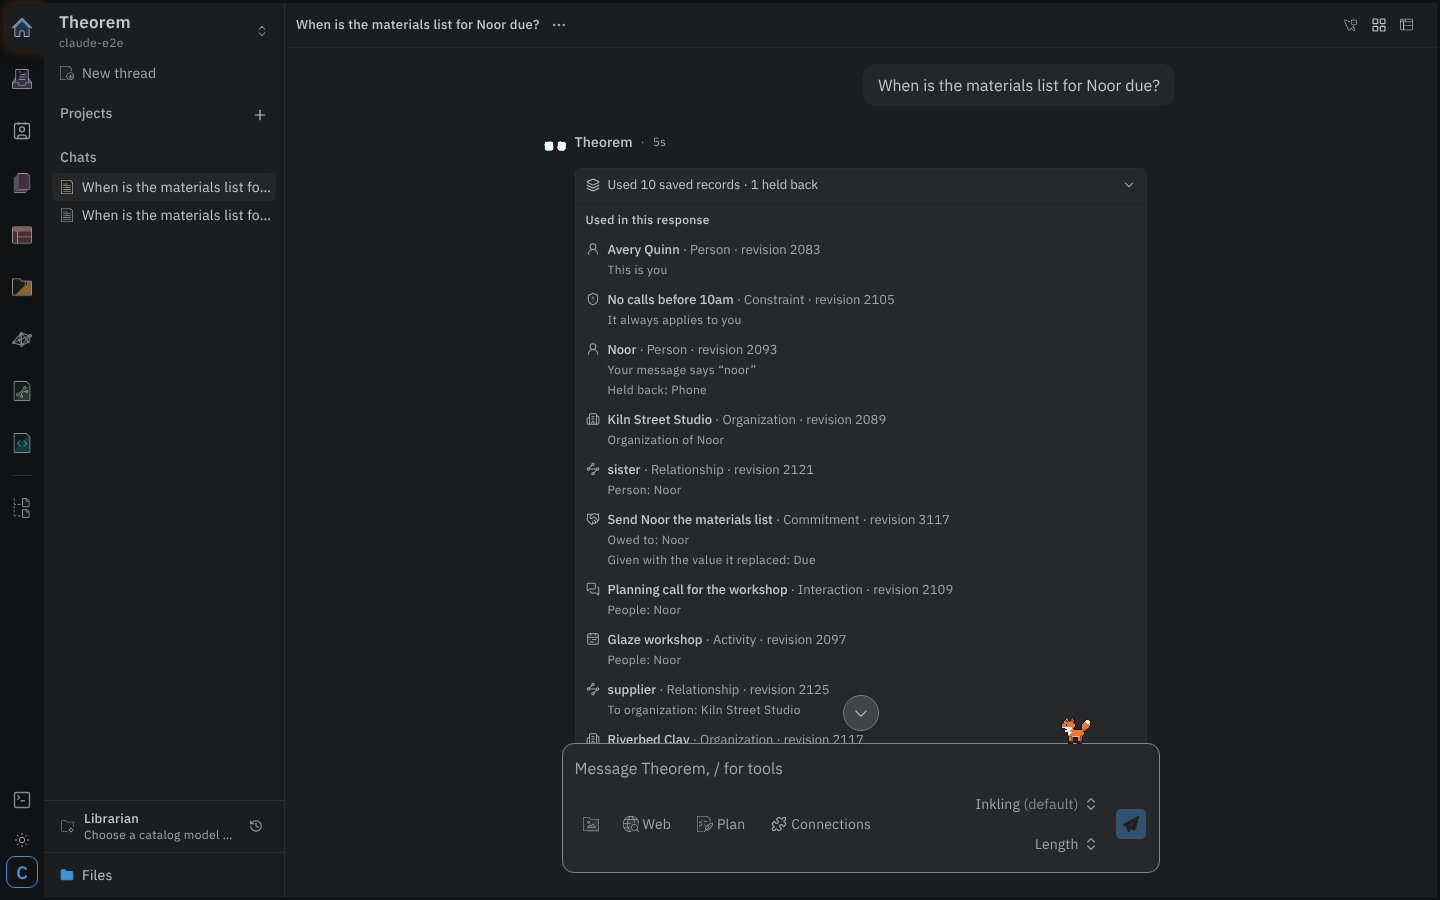 Theorem
claude-e2e
New thread
Projects
Chats
When is the materials list fo...
When is the materials list fo...
Librarian
Choose a catalog model ...
C
Files
When is the materials list for Noor due?
When is the materials list for Noor due?
Theorem · 5s
Used 10 saved records · 1 held back
Used in this response
Avery Quinn · Person · revision 2083
This is you
No calls before 10am · Constraint · revision 2105
It always applies to you
Noor · Person · revision 2093
Your message says “noor”
Held back: Phone
Kiln Street Studio · Organization · revision 2089
Organization of Noor
sister · Relationship · revision 2121
Person: Noor
Send Noor the materials list · Commitment · revision 3117
Owed to: Noor
Given with the value it replaced: Due
Planning call for the workshop · Interaction · revision 2109
People: Noor
Glaze workshop · Activity · revision 2097
People: Noor
supplier · Relationship · revision 2125
To organization: Kiln Street Studio
Riverbed Clay · Organization · revision 2117
Message Theorem, / for tools
Inkling (default)
Web
Plan
Connections
Length